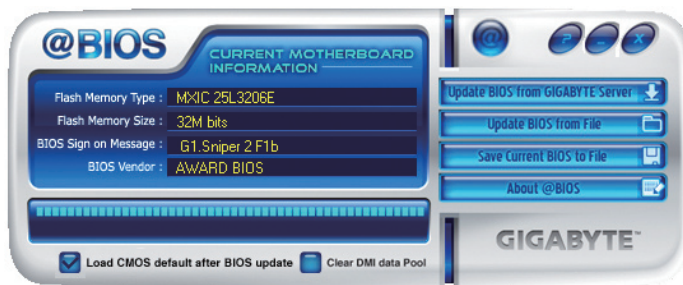 @BIOS
CURRENT MOTHERBOARD
INFORMATION
Flash Memory Type : MXIC 25L3206E
Flash Memory Size : 32M bits
BIOS Sign on Message : G1.Sniper 2 F1b
BIOS Vendor : AWARD BIOS
Load CMOS default after BIOS update
Clear DMI data Pool
@
? _ X
Update BIOS from GIGABYTE Server
Update BIOS from File
Save Current BIOS to File
About @BIOS
GIGABYTE™